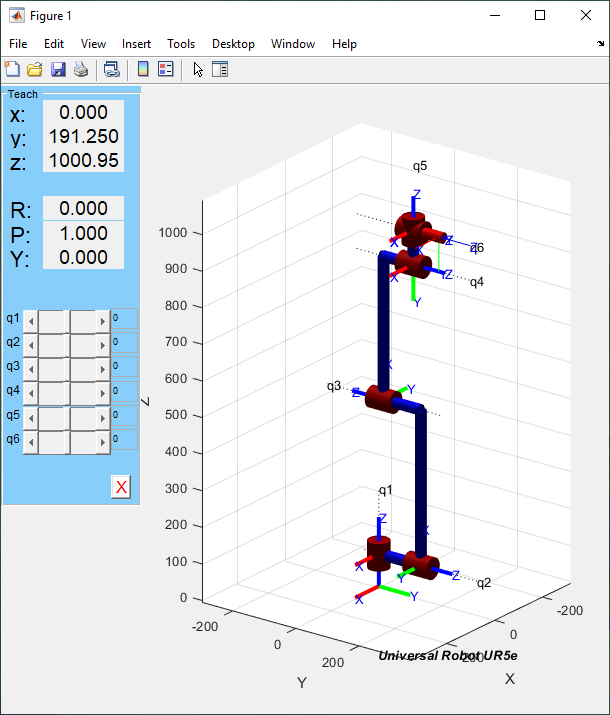 Figure 1
File Edit View Insert Tools Desktop Window Help
Teach
x: 0.000
y: 191.250
z: 1000.95
R: 0.000
P: 1.000
Y: 0.000
q1 0
q2 0
q3 0
q4 0
q5 0
q6 0
X
Z
1000
900
800
700
600
500
400
300
200
100
0
-200
0
200
Y
200
0
-200
X
q5
Z
X
X
Z
Z
q6
X
Z
q4
Y
X
q3
Z
Y
q1
Z
X
X
Y
Z
q2
X
Y
Universal Robot UR5e